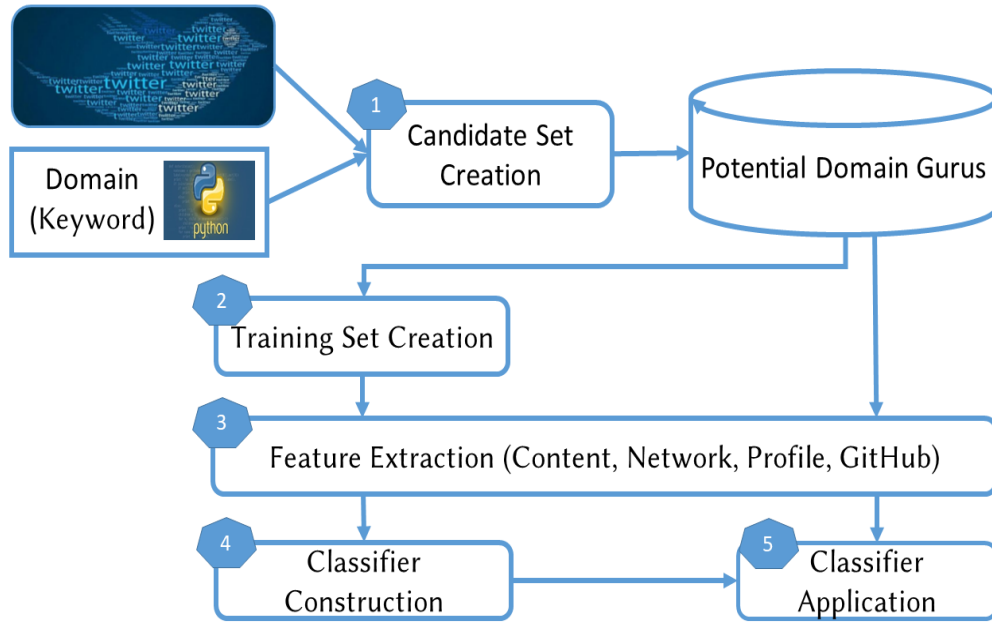 twitter
Domain
(Keyword)
python
1
Candidate Set
Creation
Potential Domain Gurus
2
Training Set Creation
3
Feature Extraction (Content, Network, Profile, GitHub)
4
Classifier
Construction
5
Classifier
Application